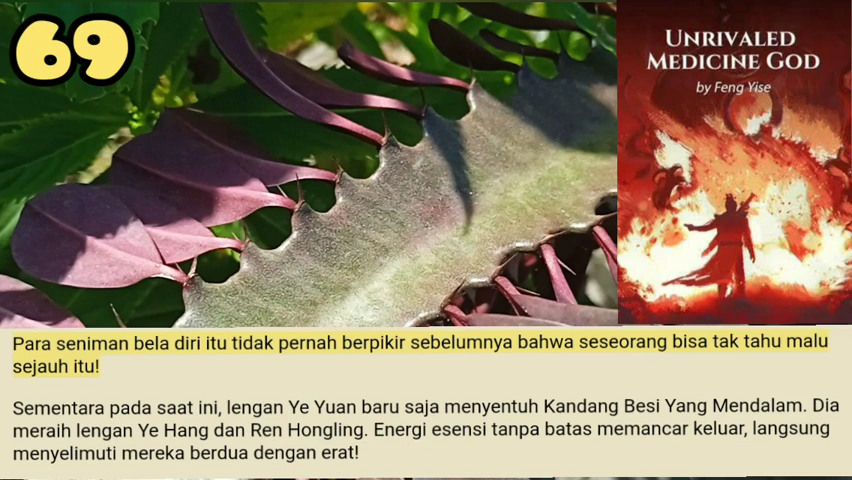 69
UNRIVALED
MEDICINE GOD
by Feng Yise
Para seniman bela diri itu tidak pernah berpikir sebelumnya bahwa seseorang bisa tak tahu malu
sejauh itu!
Sementara pada saat ini, lengan Ye Yuan baru saja menyentuh Kandang Besi Yang Mendalam. Dia
meraih lengan Ye Hang dan Ren Hongling. Energi esensi tanpa batas memancar keluar, langsung
menyelimuti mereka berdua dengan erat!